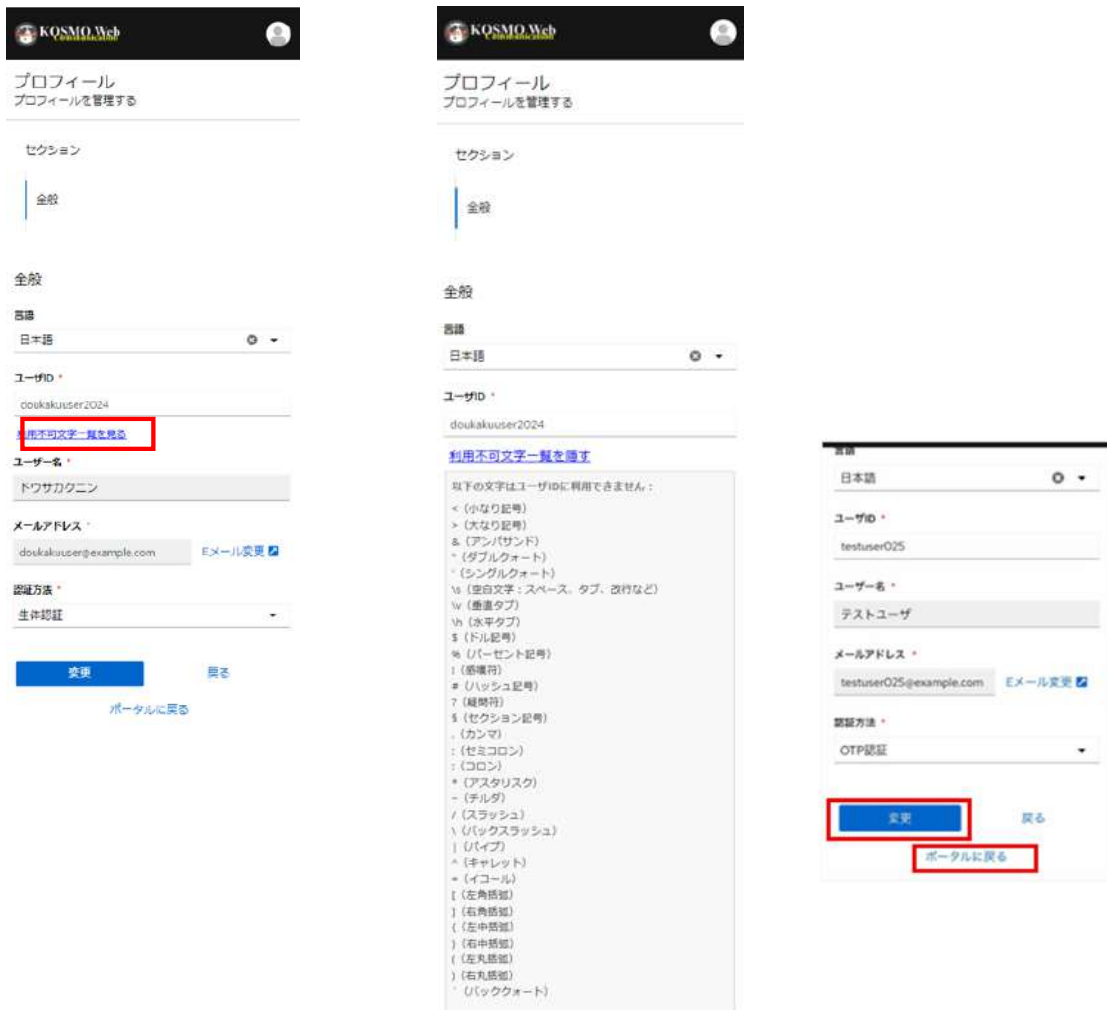 KOSMO Web
Communication
プロフィール
プロフィールを管理する
セクション
全般
全般
言語
日本語
ユーザID *
doukakuuser2024
利用不可文字一覧を見る
ユーザー名 *
ドウサカクニン
メールアドレス *
doukakuuser@example.com
Eメール変更
認証方法 *
生体認証
変更
戻る
ポータルに戻る
KOSMO Web
Communication
プロフィール
プロフィールを管理する
セクション
全般
全般
言語
日本語
ユーザID *
doukakuuser2024
利用不可文字一覧を隠す
以下の文字はユーザIDに利用できません：
<（小なり記号）
>（大なり記号）
&（アンパサンド）
"（ダブルクォート）
'（シングルクォート）
\s（空白文字：スペース、タブ、改行など）
\v（垂直タブ）
\h（水平タブ）
$（ドル記号）
%（パーセント記号）
!（感嘆符）
#（ハッシュ記号）
?（疑問符）
§（セクション記号）
,（カンマ）
;（セミコロン）
:（コロン）
*（アスタリスク）
~（チルダ）
/（スラッシュ）
\（バックスラッシュ）
|（パイプ）
^（キャレット）
=（イコール）
[（左角括弧）
]（右角括弧）
{（左中括弧）
}（右中括弧）
(（左丸括弧）
)（右丸括弧）
`（バッククォート）
言語
日本語
ユーザID *
testuser025
ユーザー名 *
テストユーザ
メールアドレス *
testuser025@example.com
Eメール変更
認証方法 *
OTP認証
変更
戻る
ポータルに戻る